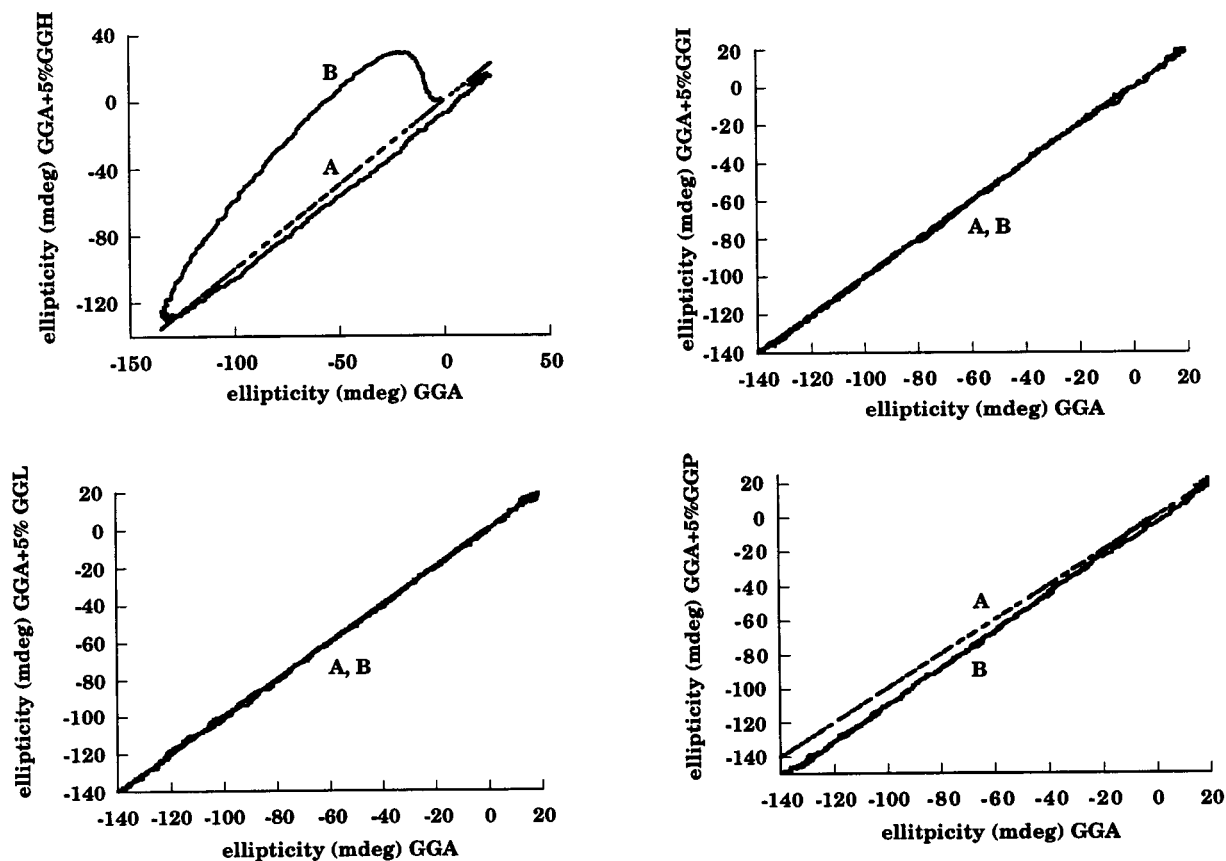 ellipticity (mdeg) GGA+5%GGH
40
0
-40
-80
-120
B
A
-150 -100 -50 0 50
ellipticity (mdeg) GGA
ellipticity (mdeg) GGA+5%GGI
20
0
-20
-40
-60
-80
-100
-120
-140
A, B
-140 -120 -100 -80 -60 -40 -20 0 20
ellipticity (mdeg) GGA
ellipticity (mdeg) GGA+5% GGL
20
0
-20
-40
-60
-80
-100
-120
-140
A, B
-140 -120 -100 -80 -60 -40 -20 0 20
ellipticity (mdeg) GGA
ellipticity (mdeg) GGA+5%GGP
20
0
-20
-40
-60
-80
-100
-120
-140
A
B
-140 -120 -100 -80 -60 -40 -20 0 20
ellitpicity (mdeg) GGA